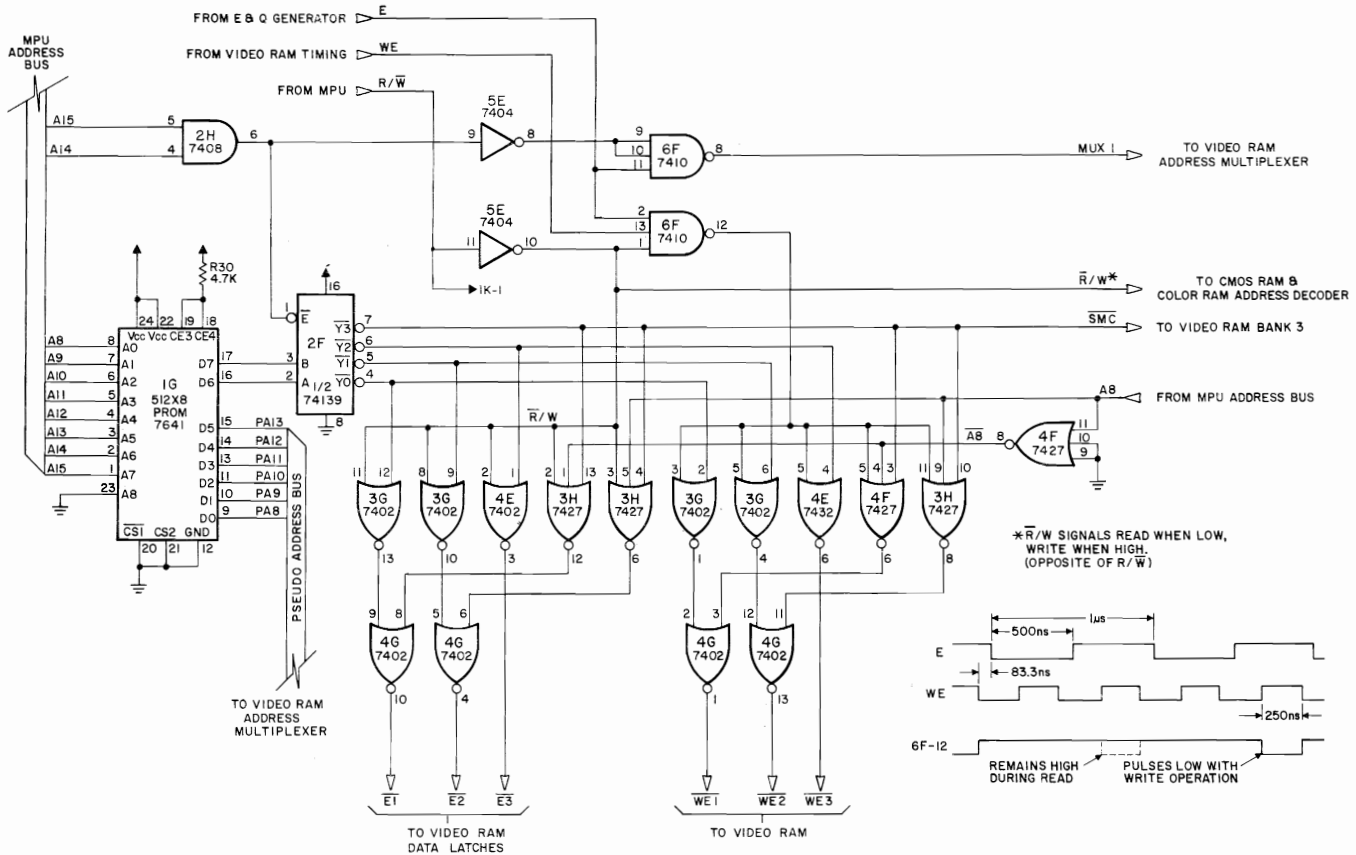 FROM E & Q GENERATOR
E
FROM VIDEO RAM TIMING
WE
FROM MPU
R/W̅
MPU
ADDRESS
BUS
A15
5
A14
4
2H
7408
6
5E
7404
9
8
9
10
11
6F
7410
8
MUX 1
TO VIDEO RAM
ADDRESS MULTIPLEXER
5E
7404
11
10
2
13
1
6F
7410
12
1K-1
R̅/W*
TO CMOS RAM &
COLOR RAM ADDRESS DECODER
S̅M̅C̅
TO VIDEO RAM BANK 3
R30
4.7K
16
1
E̅
2F
1/2
74139
8
3
B
2
A
Y̅3̅
7
Y̅2̅
6
Y̅1̅
5
Y̅0̅
4
24
22
19
18
Vcc
Vcc
CE3
CE4
A8
8
A0
A9
7
A1
A10
6
A2
A11
5
A3
A12
4
A4
A13
3
A5
A14
2
A6
A15
1
A7
23
A8
1G
512X8
PROM
7641
D7
17
D6
16
D5
15
PA13
D4
14
PA12
D3
13
PA11
D2
11
PA10
D1
10
PA9
D0
9
PA8
C̅S̅1̅
CS2
GND
20
21
12
PSEUDO ADDRESS BUS
TO VIDEO RAM
ADDRESS
MULTIPLEXER
A8
FROM MPU ADDRESS BUS
A̅8̅
8
4F
7427
11
10
9
R̅/W
11
12
3G
7402
13
8
9
3G
7402
10
2
1
4E
7402
3
2
1
13
3H
7427
12
3
5
4
3H
7427
6
3
2
3G
7402
1
5
6
3G
7402
4
5
4
4E
7432
6
5
4
3
4F
7427
6
11
9
10
3H
7427
8
9
8
4G
7402
10
5
6
4G
7402
4
2
3
4G
7402
1
12
11
4G
7402
13
E̅1̅
E̅2̅
E̅3̅
W̅E̅1̅
W̅E̅2̅
W̅E̅3̅
TO VIDEO RAM
DATA LATCHES
TO VIDEO RAM
*R̅/W SIGNALS READ WHEN LOW,
WRITE WHEN HIGH.
(OPPOSITE OF R/W̅)
1µs
500ns
E
83.3ns
WE
250ns
6F-12
REMAINS HIGH
DURING READ
PULSES LOW WITH
WRITE OPERATION